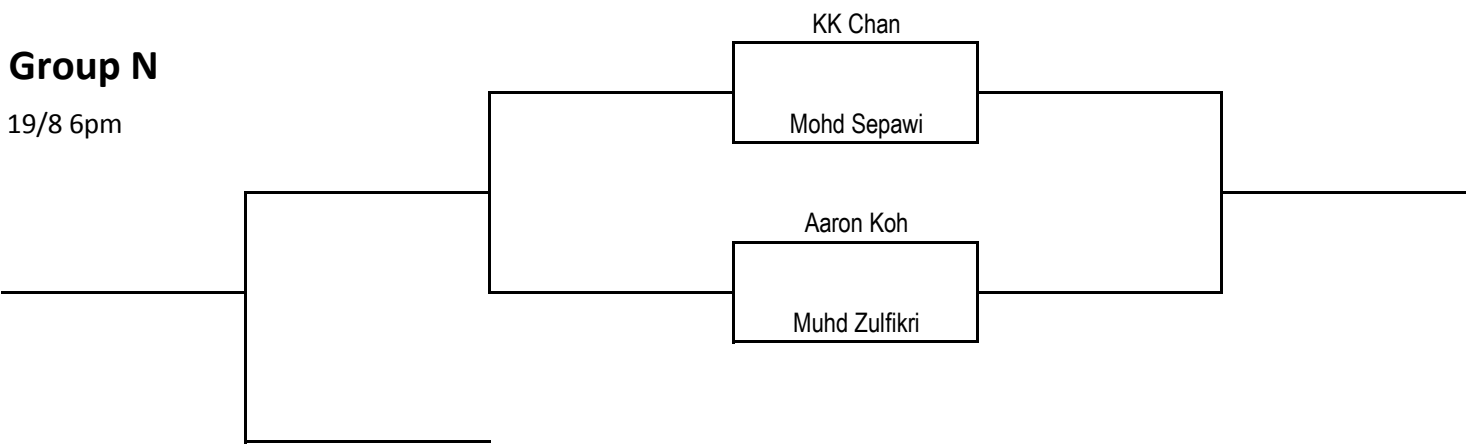 KK Chan
Group N
19/8 6pm
Mohd Sepawi
Aaron Koh
Muhd Zulfikri